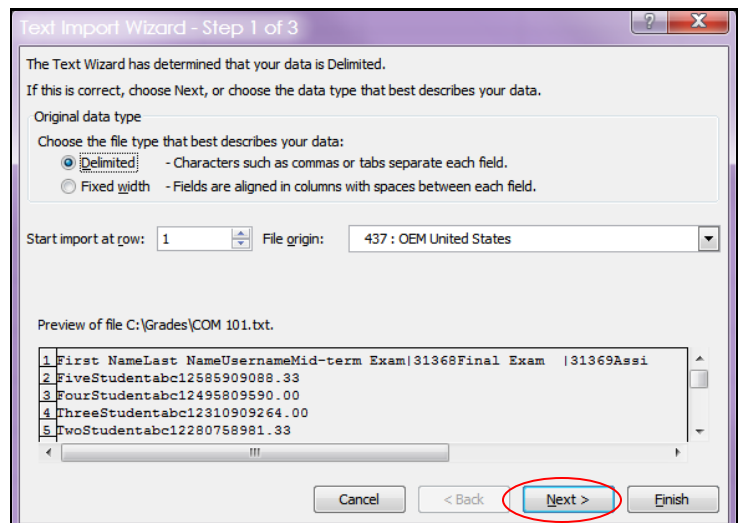 Text Import Wizard - Step 1 of 3
? X
The Text Wizard has determined that your data is Delimited.
If this is correct, choose Next, or choose the data type that best describes your data.
Original data type
Choose the file type that best describes your data:
Delimited - Characters such as commas or tabs separate each field.
Fixed width - Fields are aligned in columns with spaces between each field.
Start import at row: 1 File origin: 437 : OEM United States
Preview of file C:\Grades\COM 101.txt.
1 First NameLast NameUsernameMid-term Exam|31368Final Exam |31369Assi
2 FiveStudentabc12585909088.33
3 FourStudentabc12495809590.00
4 ThreeStudentabc12310909264.00
5 TwoStudentabc12280758981.33
Cancel < Back Next > Finish